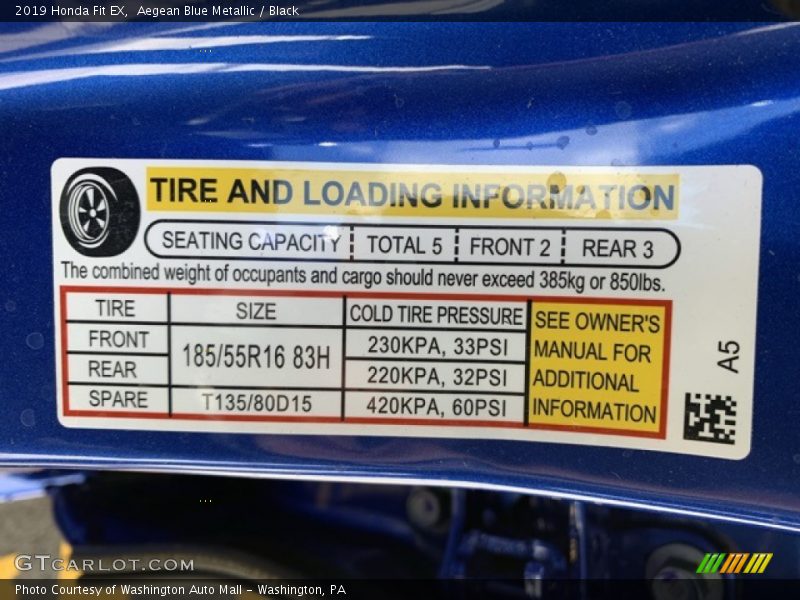 2019 Honda Fit EX, Aegean Blue Metallic / Black
TIRE AND LOADING INFORMATION
SEATING CAPACITY TOTAL 5 FRONT 2 REAR 3
The combined weight of occupants and cargo should never exceed 385kg or 850lbs.
TIRE SIZE COLD TIRE PRESSURE
FRONT 185/55R16 83H 230KPA, 33PSI
REAR 220KPA, 32PSI
SPARE T135/80D15 420KPA, 60PSI
SEE OWNER'S
MANUAL FOR
ADDITIONAL
INFORMATION
A5
GTCARLOT.COM
Photo Courtesy of Washington Auto Mall - Washington, PA